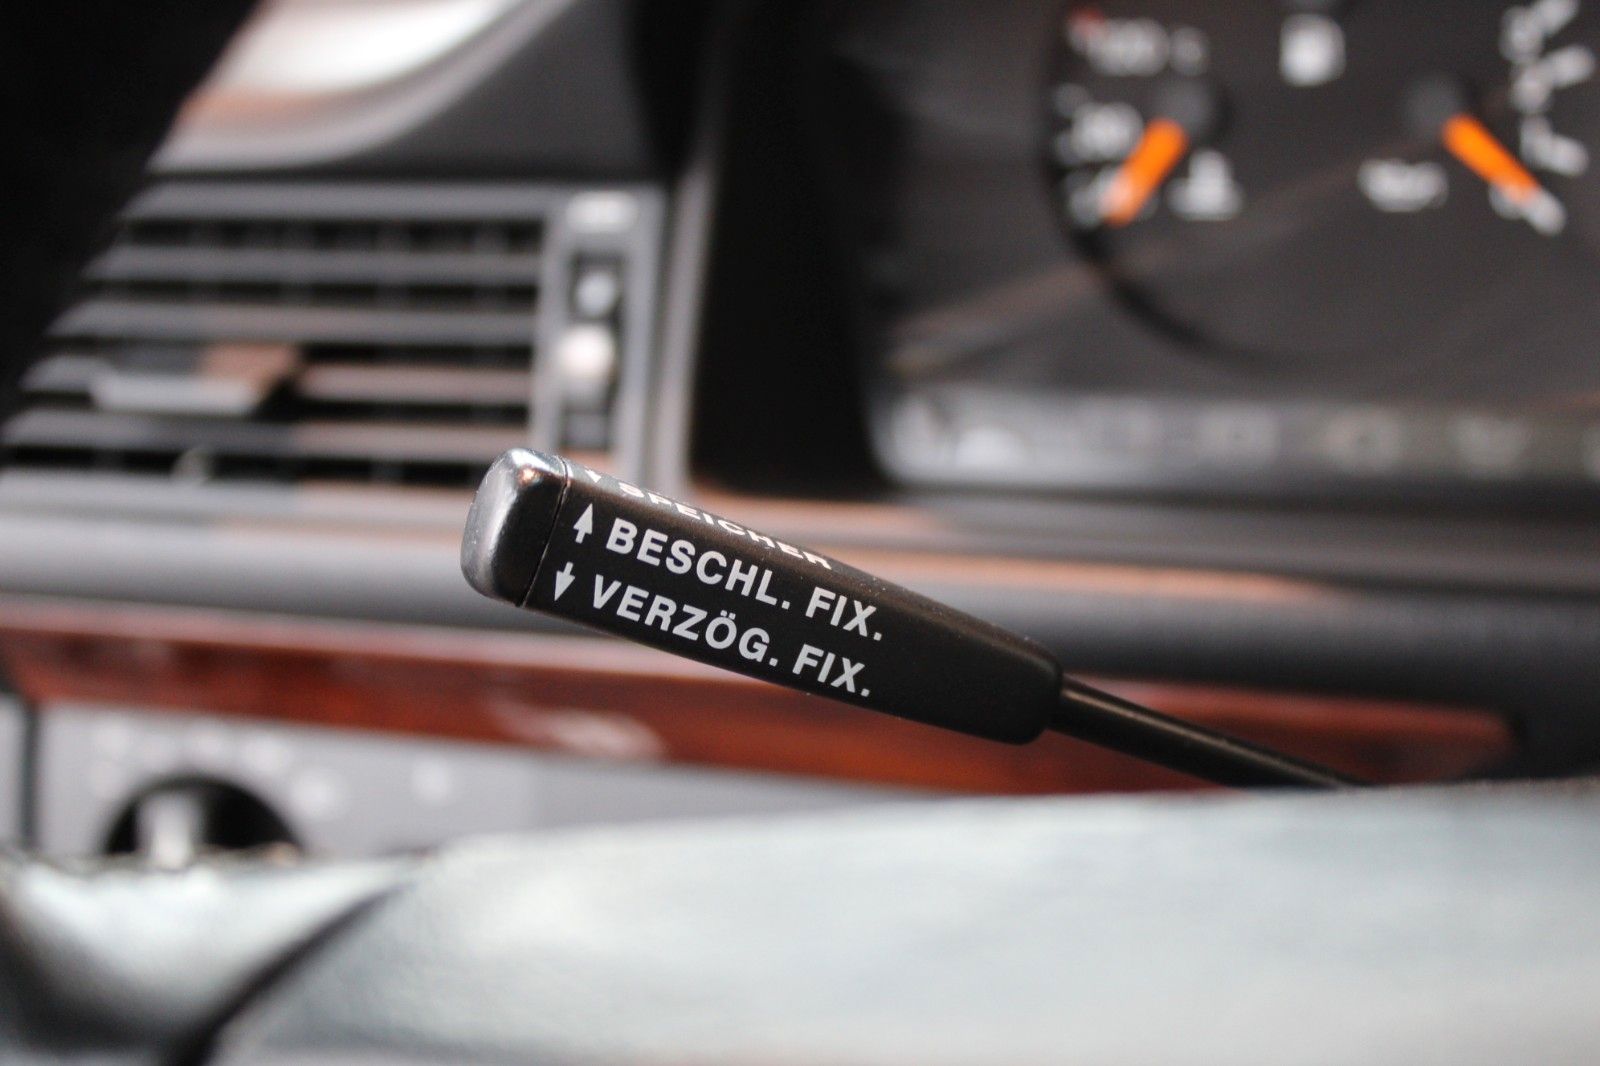 SPEICHER
BESCHL. FIX.
VERZÖG. FIX.